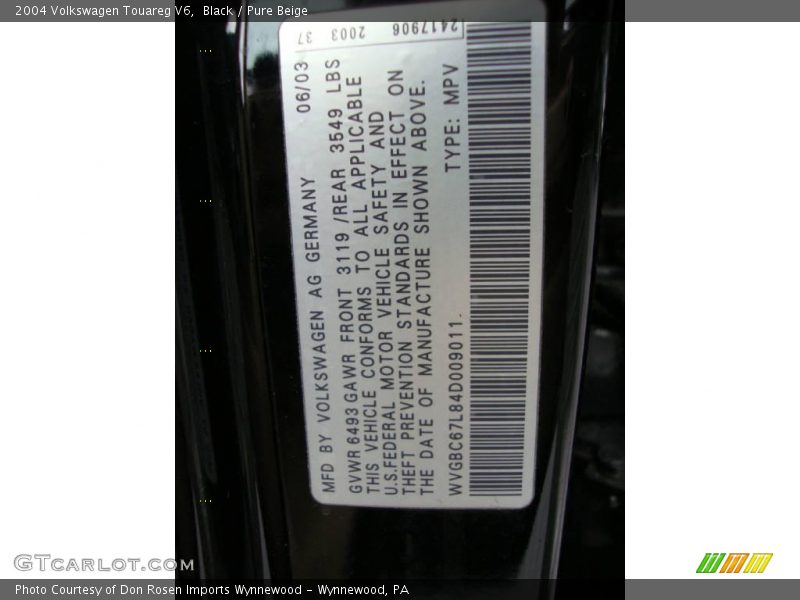 2004 Volkswagen Touareg V6, Black / Pure Beige
37 2003 2417906
MFD BY VOLKSWAGEN AG GERMANY 06/03
GVWR 6493 GAWR FRONT 3119 /REAR 3549 LBS
THIS VEHICLE CONFORMS TO ALL APPLICABLE
U.S.FEDERAL MOTOR VEHICLE SAFETY AND
THEFT PREVENTION STANDARDS IN EFFECT ON
THE DATE OF MANUFACTURE SHOWN ABOVE.
WVGBC67L84D009011. TYPE: MPV
GTCARLOT.COM
Photo Courtesy of Don Rosen Imports Wynnewood - Wynnewood, PA